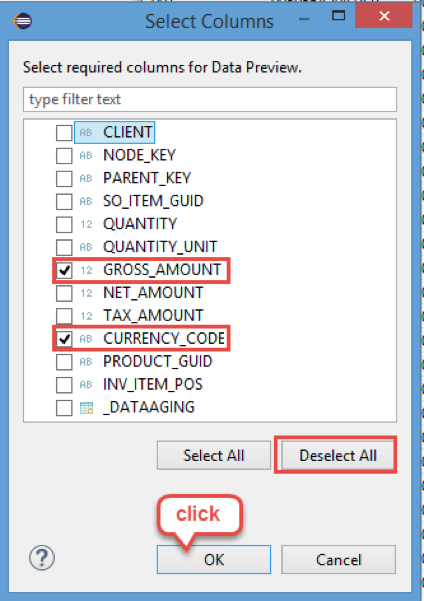 Select Columns
Select required columns for Data Preview.
type filter text
AB CLIENT
AB NODE_KEY
AB PARENT_KEY
AB SO_ITEM_GUID
12 QUANTITY
AB QUANTITY_UNIT
12 GROSS_AMOUNT
12 NET_AMOUNT
12 TAX_AMOUNT
AB CURRENCY_CODE
AB PRODUCT_GUID
AB INV_ITEM_POS
_DATAAGING
Select All Deselect All
click
? OK Cancel